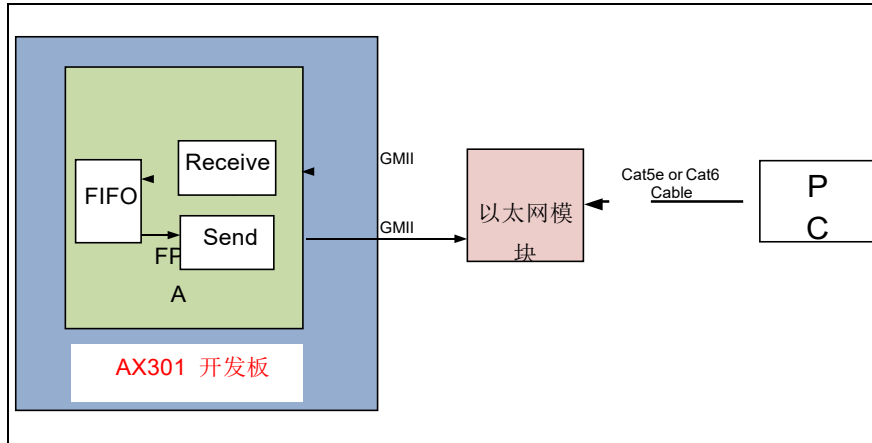 Receive
GMII
FIFO
Send
GMII
FP
A
AX301 开发板
以太网模
块
Cat5e or Cat6
Cable
P
C